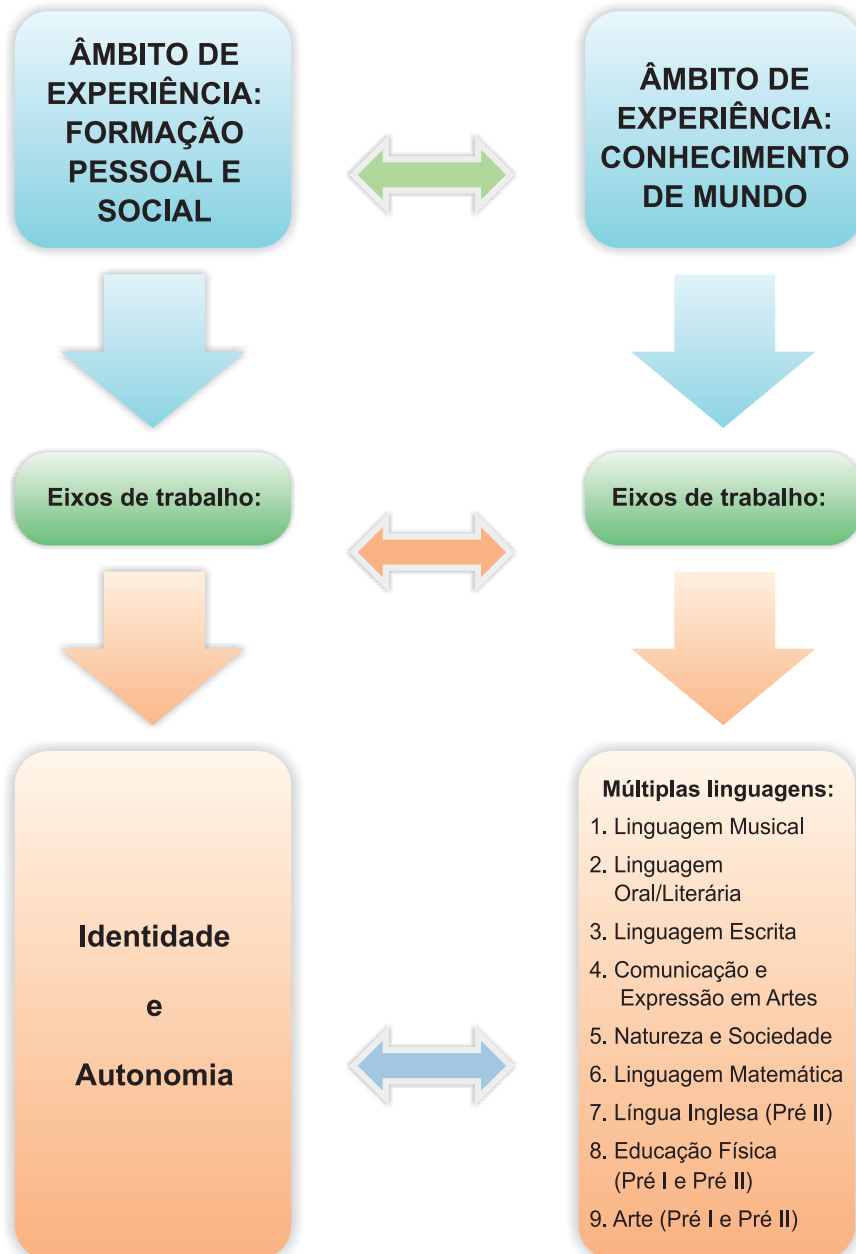 ÂMBITO DE
EXPERIÊNCIA:
FORMAÇÃO
PESSOAL E
SOCIAL
ÂMBITO DE
EXPERIÊNCIA:
CONHECIMENTO
DE MUNDO
Eixos de trabalho:
Eixos de trabalho:
Identidade
e
Autonomia
Múltiplas linguagens:
1. Linguagem Musical
2. Linguagem
Oral/Literária
3. Linguagem Escrita
4. Comunicação e
Expressão em Artes
5. Natureza e Sociedade
6. Linguagem Matemática
7. Língua Inglesa (Pré II)
8. Educação Física
(Pré I e Pré II)
9. Arte (Pré I e Pré II)